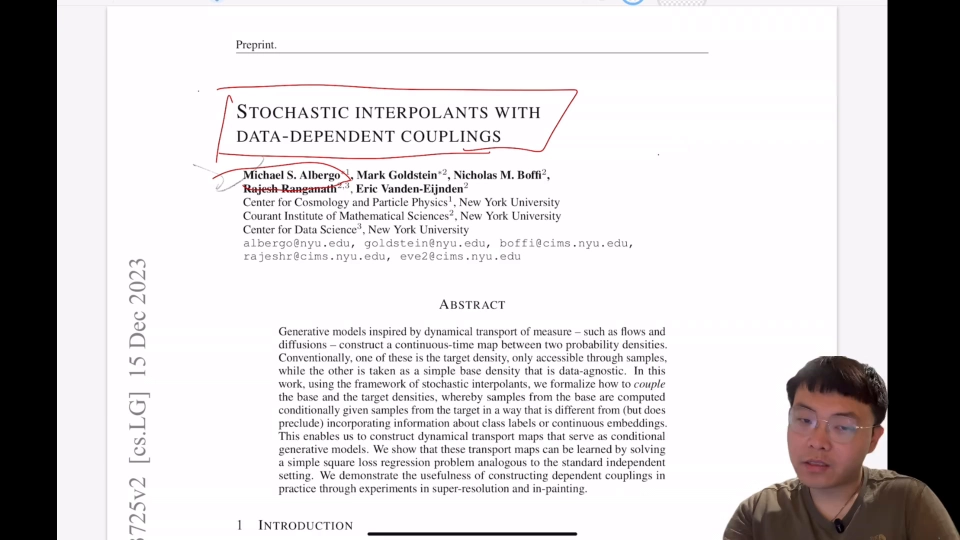 Preprint.
STOCHASTIC INTERPOLANTS WITH
DATA-DEPENDENT COUPLINGS
Michael S. Albergo*1, Mark Goldstein*2, Nicholas M. Boffi2,
Rajesh Ranganath2,3, Eric Vanden-Eijnden2
Center for Cosmology and Particle Physics1, New York University
Courant Institute of Mathematical Sciences2, New York University
Center for Data Science3, New York University
albergo@nyu.edu, goldstein@nyu.edu, boffi@cims.nyu.edu,
rajeshr@cims.nyu.edu, eve2@cims.nyu.edu
ABSTRACT
Generative models inspired by dynamical transport of measure – such as flows and
diffusions – construct a continuous-time map between two probability densities.
Conventionally, one of these is the target density, only accessible through samples,
while the other is taken as a simple base density that is data-agnostic. In this
work, using the framework of stochastic interpolants, we formalize how to couple
the base and the target densities, whereby samples from the base are computed
conditionally given samples from the target in a way that is different from (but does
preclude) incorporating information about class labels or continuous embeddings.
This enables us to construct dynamical transport maps that serve as conditional
generative models. We show that these transport maps can be learned by solving
a simple square loss regression problem analogous to the standard independent
setting. We demonstrate the usefulness of constructing dependent couplings in
practice through experiments in super-resolution and in-painting.
1 INTRODUCTION
3725v2 [cs.LG] 15 Dec 2023